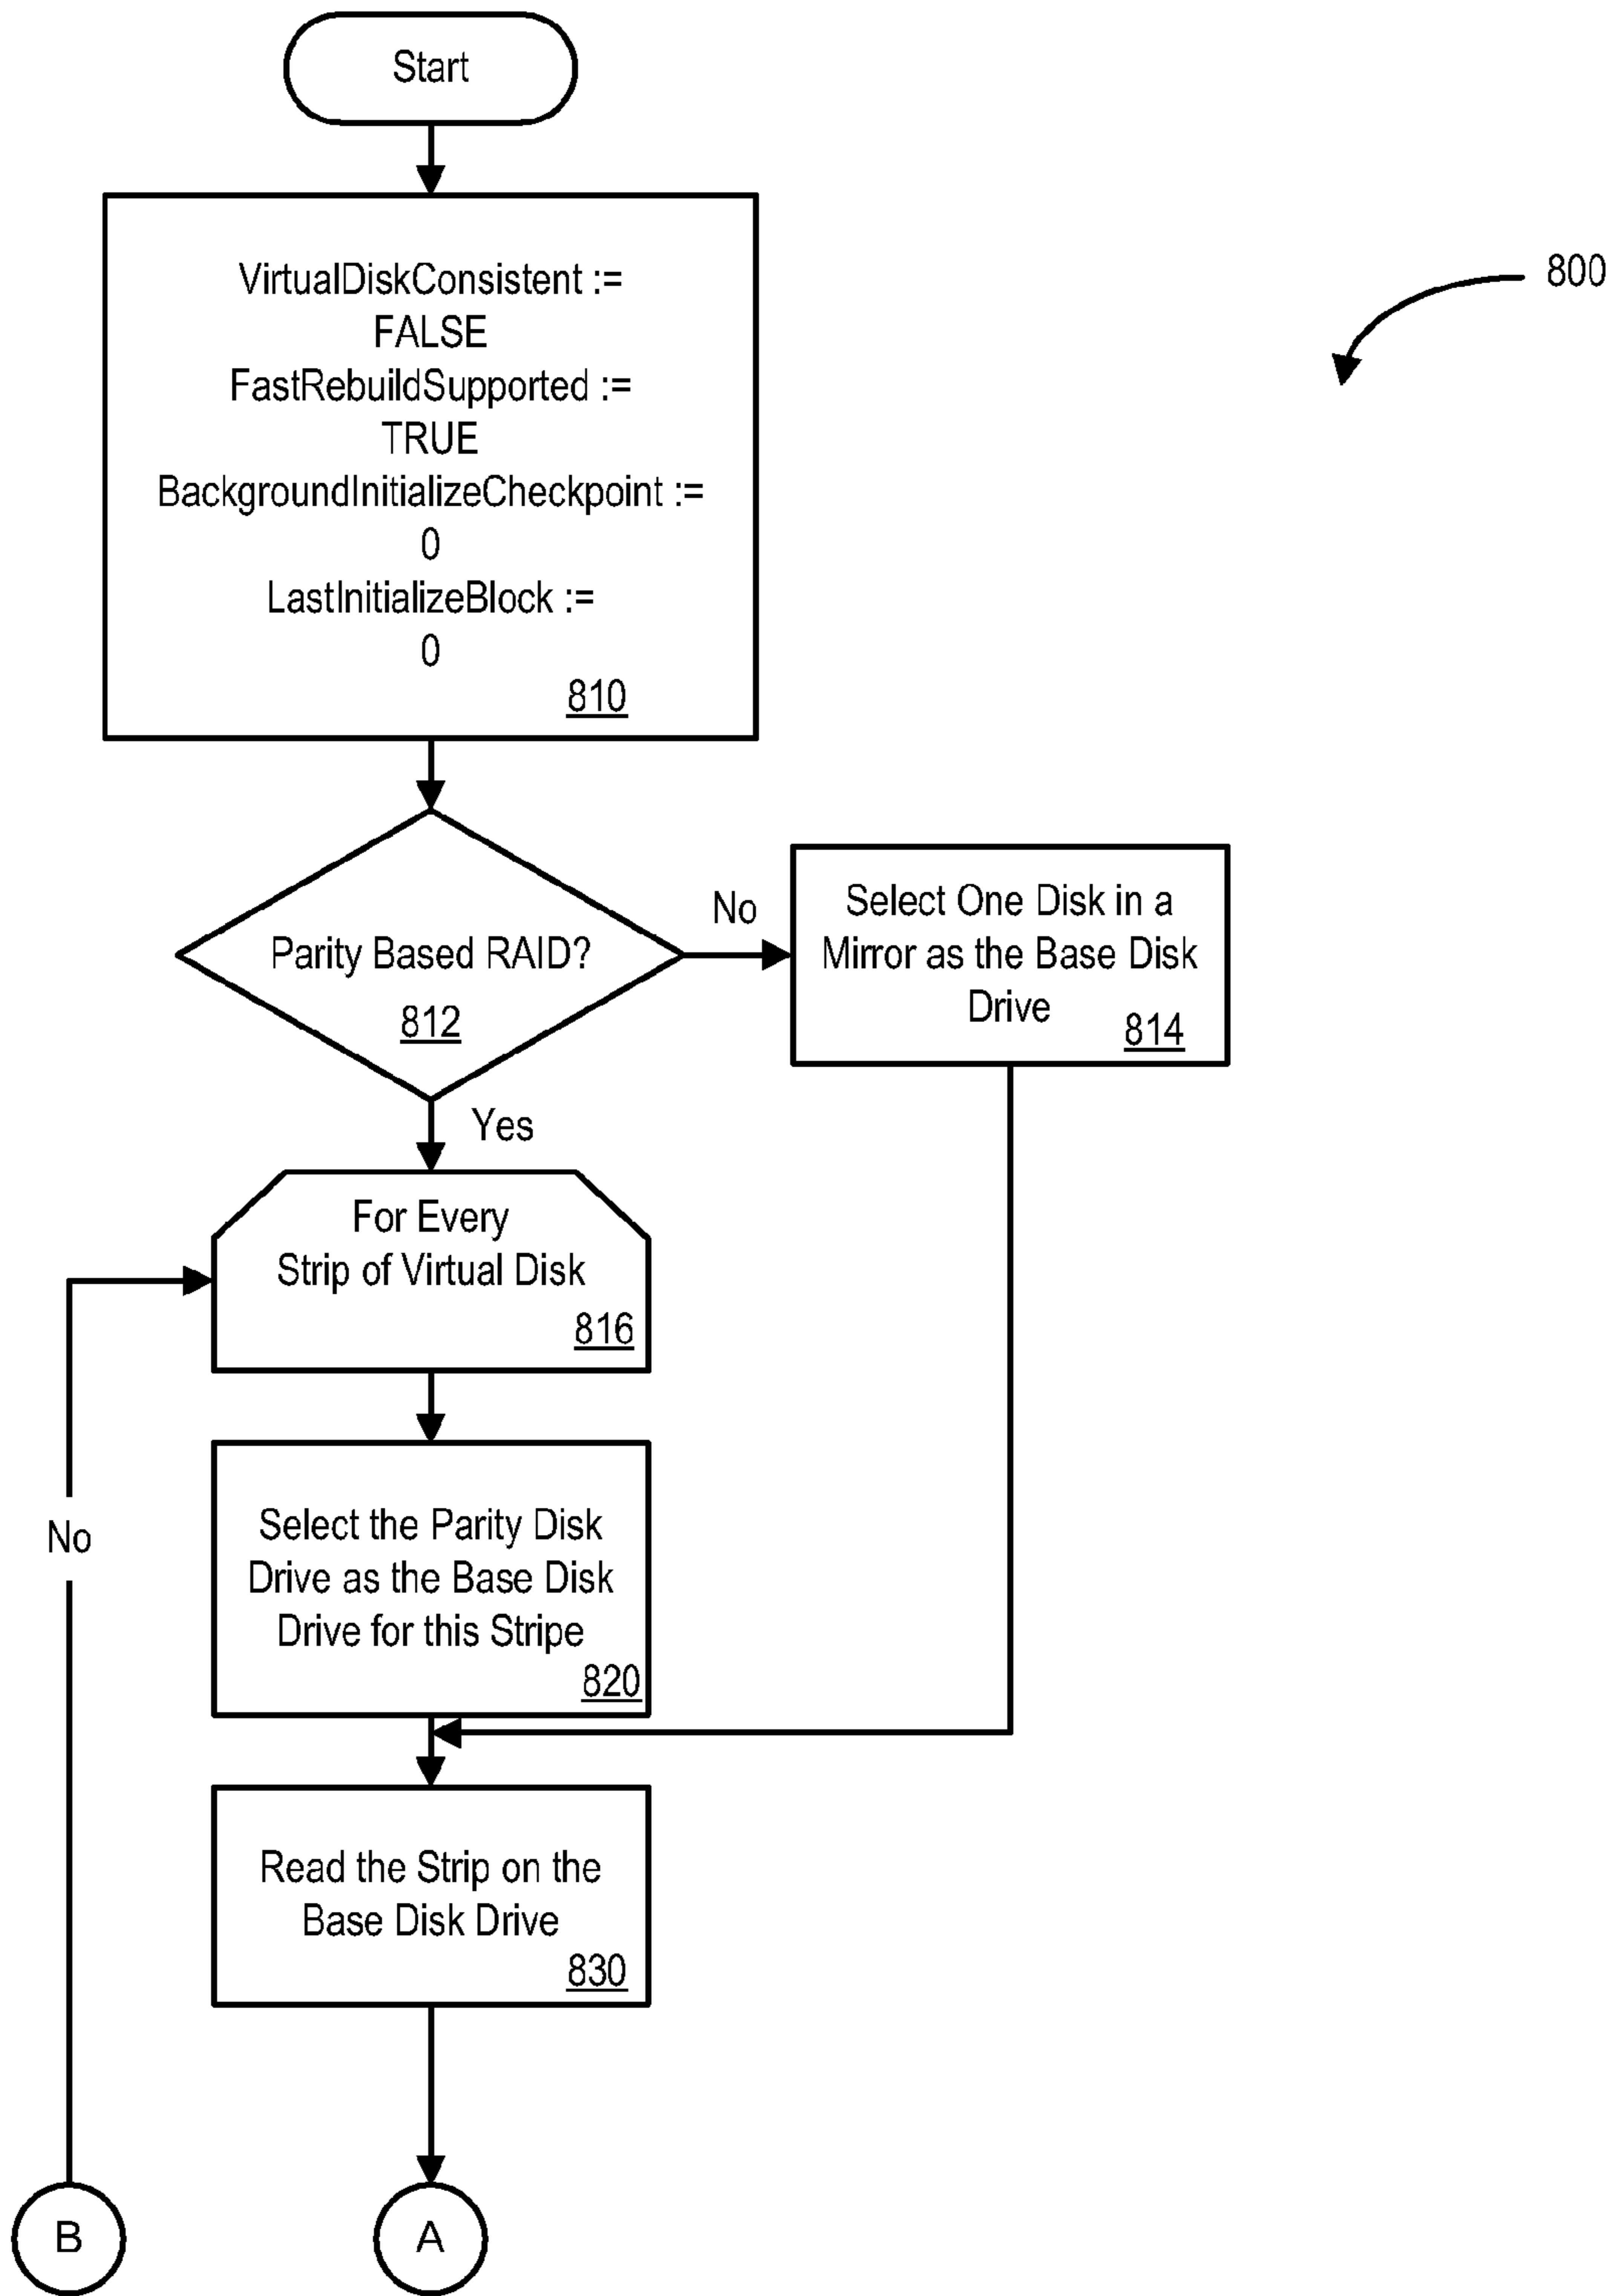 Start
800
VirtualDiskConsistent :=
FALSE
FastRebuildSupported :=
TRUE
BackgroundInitializeCheckpoint :=
0
LastInitializeBlock :=
0
810
Parity Based RAID?
812
No
Select One Disk in a
Mirror as the Base Disk
Drive
814
Yes
For Every
Strip of Virtual Disk
816
No
Select the Parity Disk
Drive as the Base Disk
Drive for this Stripe
820
Read the Strip on the
Base Disk Drive
830
B
A